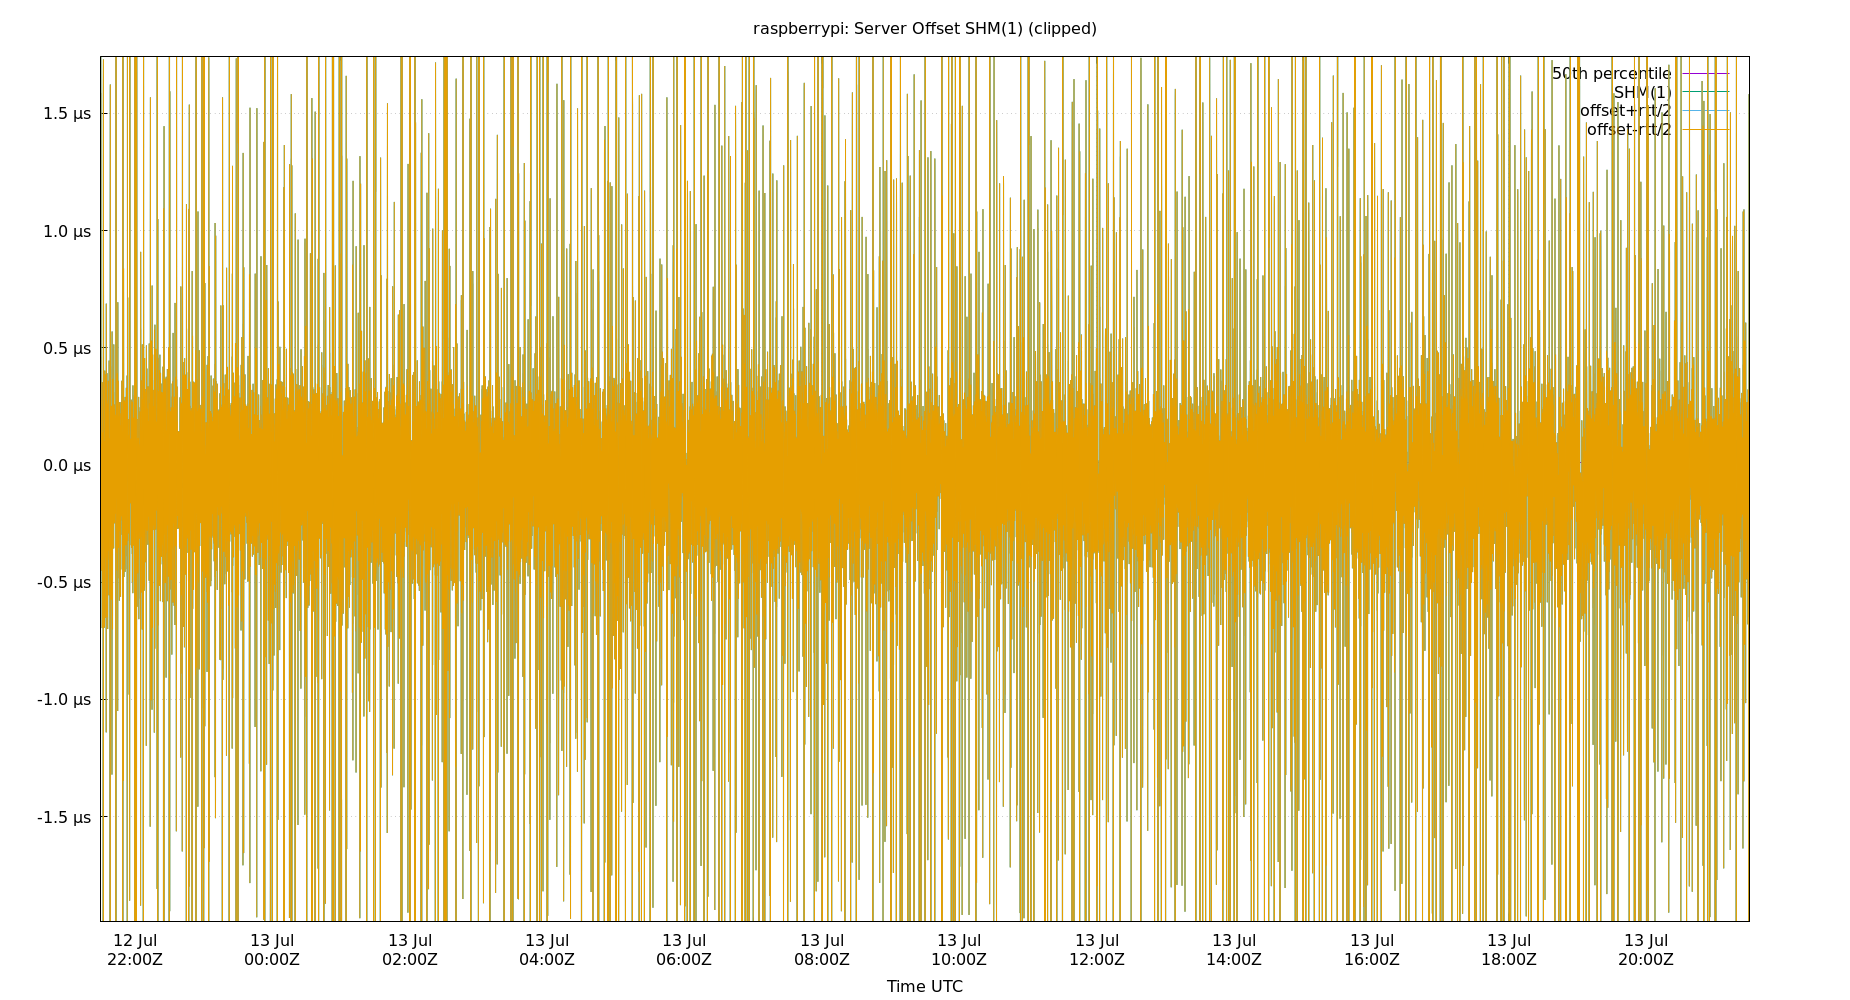 raspberrypi: Server Offset SHM(1) (clipped)
50th percentile
SHM(1)
offset+rtt/2
offset-rtt/2
1.5 µs
1.0 µs
0.5 µs
0.0 µs
-0.5 µs
-1.0 µs
-1.5 µs
12 Jul 13 Jul 13 Jul 13 Jul 13 Jul 13 Jul 13 Jul 13 Jul 13 Jul 13 Jul 13 Jul 13 Jul
22:00Z 00:00Z 02:00Z 04:00Z 06:00Z 08:00Z 10:00Z 12:00Z 14:00Z 16:00Z 18:00Z 20:00Z
Time UTC